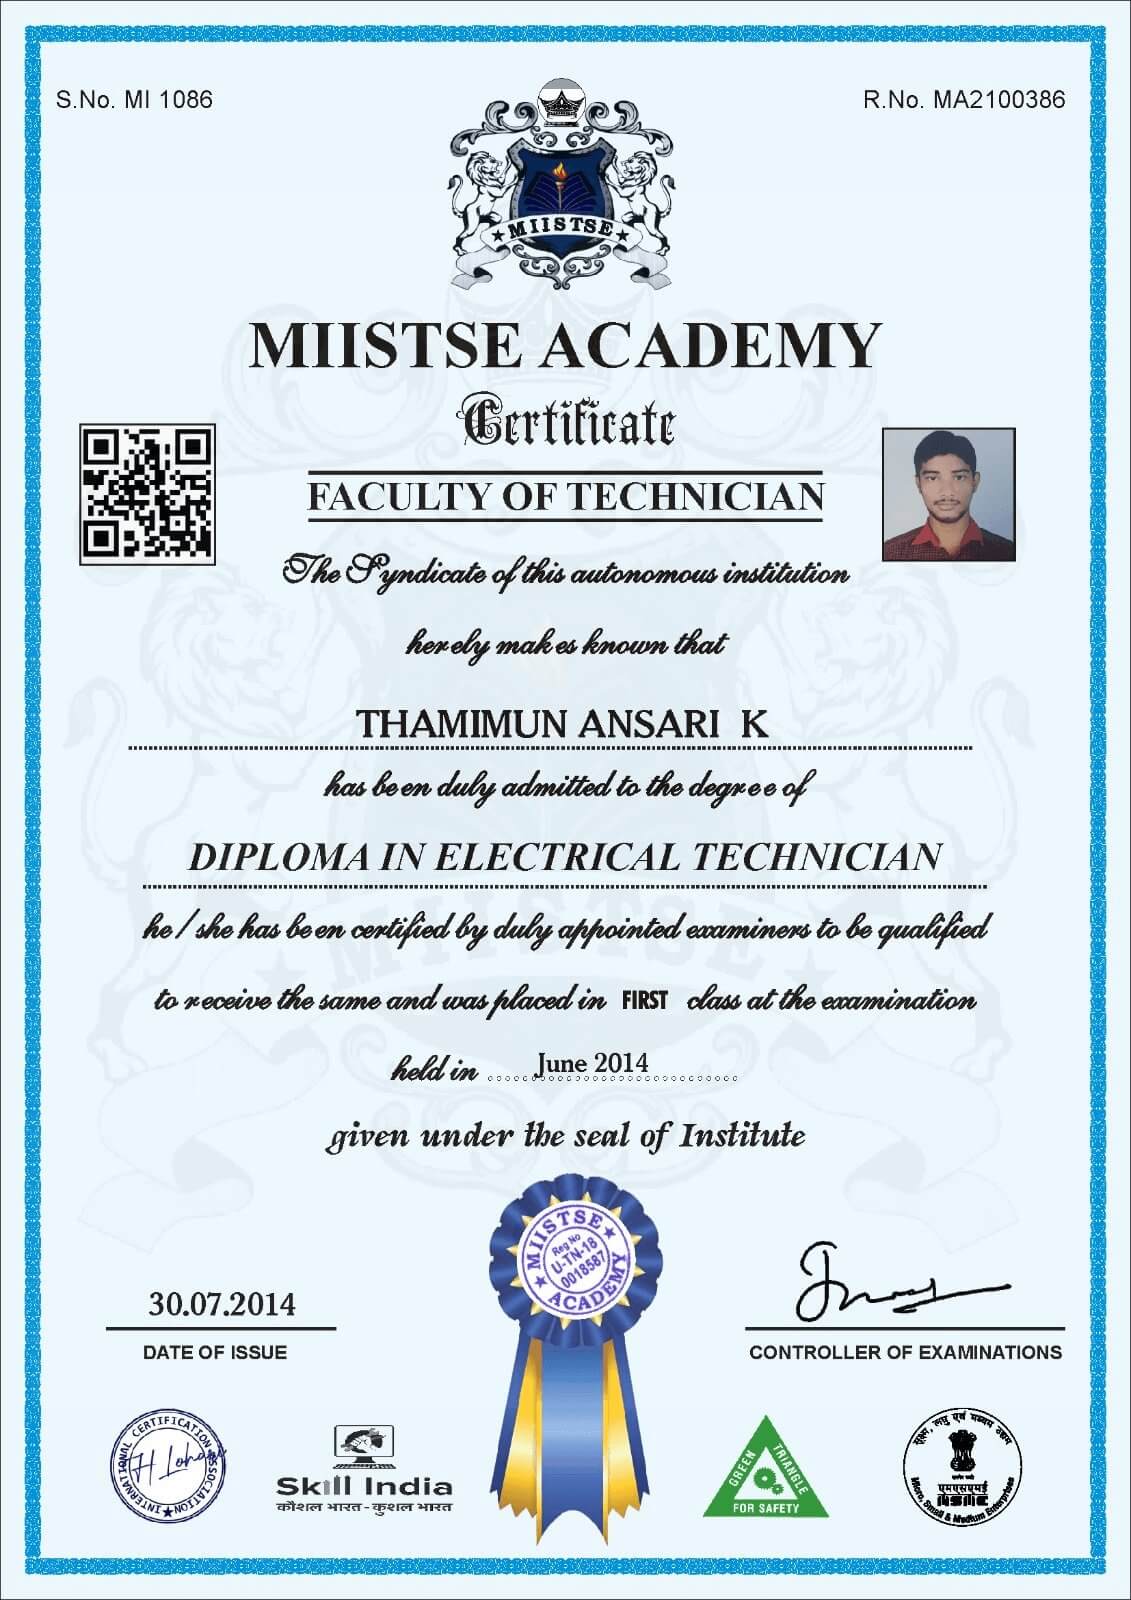 S.No. MI 1086
R.No. MA2100386
★ MIISTSE ★
MIISTSE ACADEMY
Certificate
FACULTY OF TECHNICIAN
The Syndicate of this autonomous institution
herely makes known that
THAMIMUN ANSARI K
has been duly admitted to the degree of
DIPLOMA IN ELECTRICAL TECHNICIAN
he / she has been certified by duly appointed examiners to be qualified
to receive the same and was placed in FIRST class at the examination
held in June 2014
given under the seal of Institute
MIISTSE
Reg No
U-TN-18
0018587
★ ACADEMY ★
30.07.2014
DATE OF ISSUE
CONTROLLER OF EXAMINATIONS
INTERNATIONAL CERTIFICATION ASSOCIATION
Skill India
कौशल भारत - कुशल भारत
GREEN TRIANGLE
FOR SAFETY
सूक्ष्म, लघु एवं मध्यम उद्यम
एमएसएमई
MSME
Micro, Small & Medium Enterprises
MIISTSE